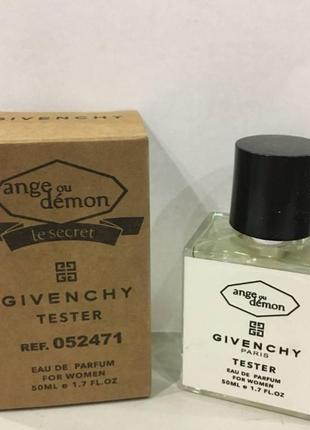 GIVENCHY
ange ou
démon
le secret
GIVENCHY
TESTER
REF. 052471
EAU DE PARFUM
FOR WOMEN
50ML e 1.7 FL.OZ
ange ou
démon
GIVENCHY
PARIS
TESTER
EAU DE PARFUM
FOR WOMEN
50ML e 1.7 FL.OZ